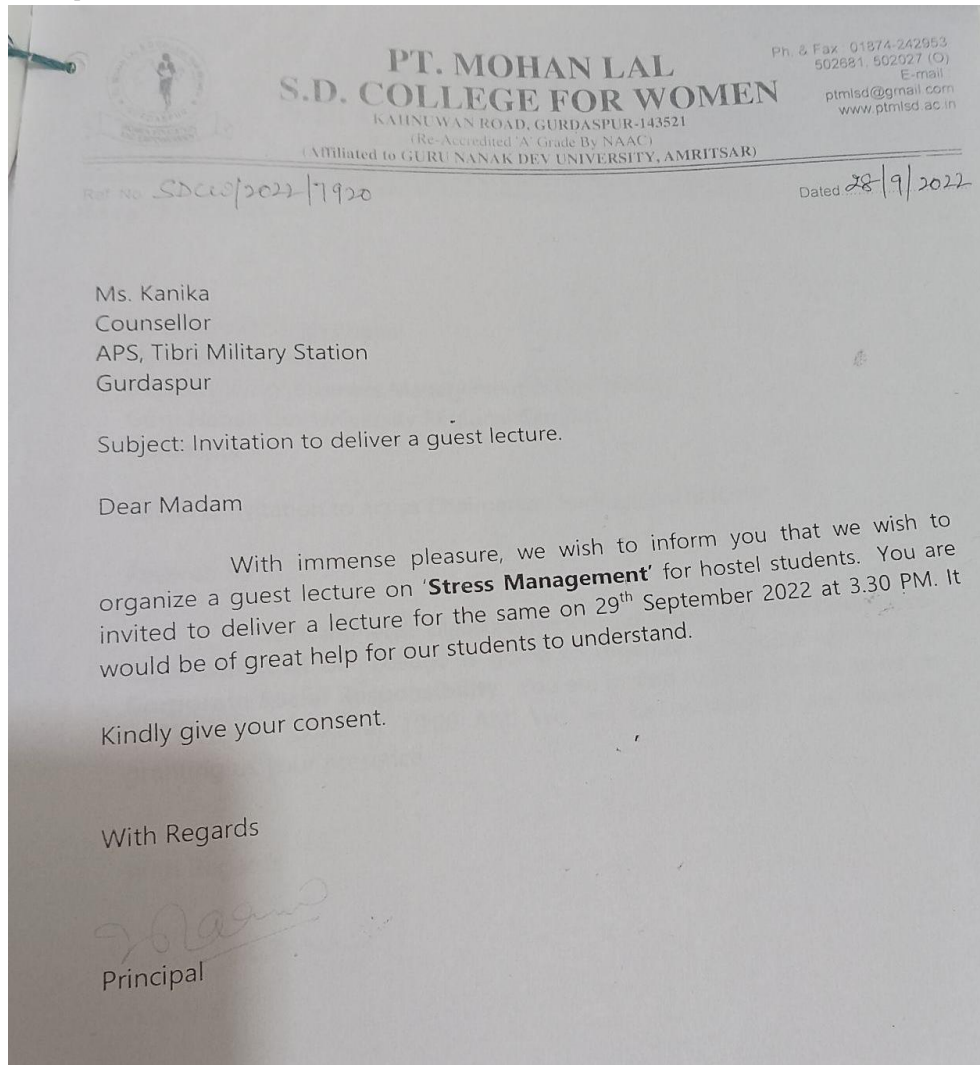 PT. MOHAN LAL
S.D. COLLEGE FOR WOMEN
KAHNUWAN ROAD, GURDASPUR-143521
(Re-Accredited 'A' Grade By NAAC)
(Affiliated to GURU NANAK DEV UNIVERSITY, AMRITSAR)
Ph. & Fax : 01874-242953
502681, 502027 (O)
E-mail
ptmlsd@gmail.com
www.ptmlsd.ac.in
Ref. No. SDCW/2022/7920
Dated 28/9/2022
Ms. Kanika
Counsellor
APS, Tibri Military Station
Gurdaspur
Subject: Invitation to deliver a guest lecture.
Dear Madam
With immense pleasure, we wish to inform you that we wish to
organize a guest lecture on 'Stress Management' for hostel students. You are
invited to deliver a lecture for the same on 29th September 2022 at 3.30 PM. It
would be of great help for our students to understand.
Kindly give your consent.
With Regards
Principal